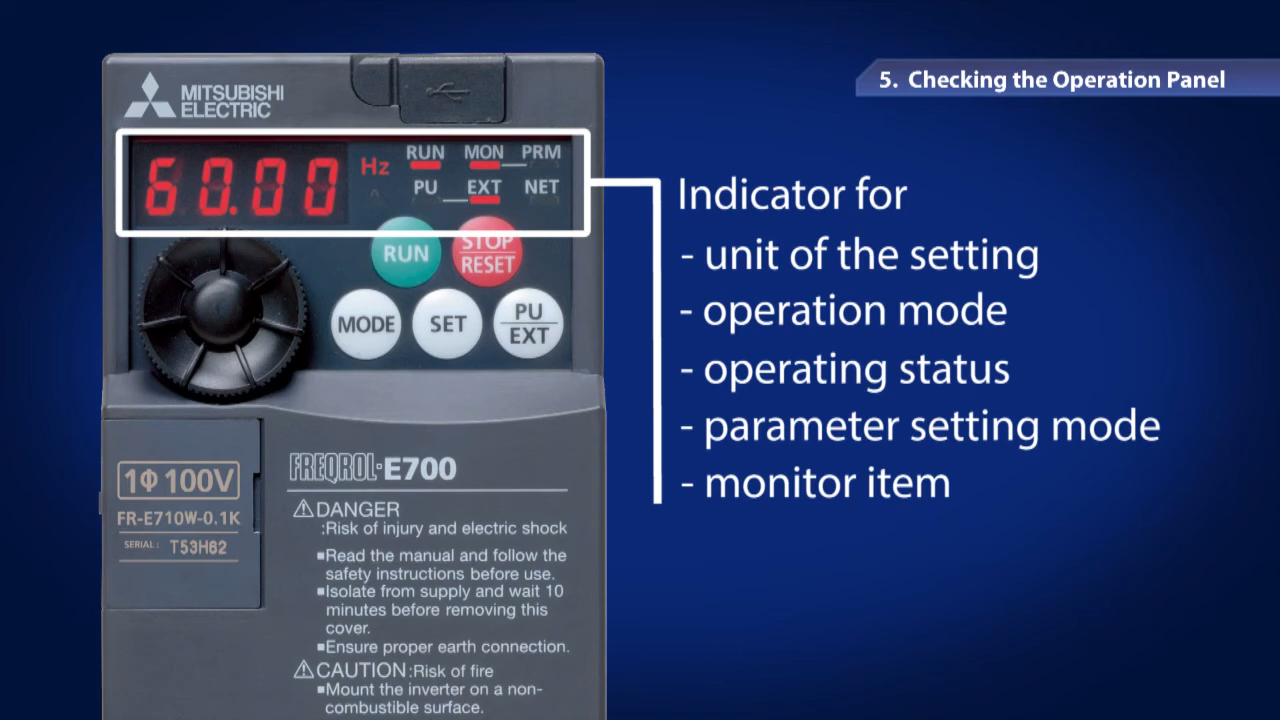 5. Checking the Operation Panel
MITSUBISHI
ELECTRIC
60.00
Hz
RUN MON PRM
PU EXT NET
RUN
STOP
RESET
MODE
SET
PU
EXT
Indicator for
- unit of the setting
- operation mode
- operating status
- parameter setting mode
- monitor item
1Φ 100V
FR-E710W-0.1K
SERIAL: T53H62
FREQROL-E700
⚠DANGER
:Risk of injury and electric shock
■Read the manual and follow the
safety instructions before use.
■Isolate from supply and wait 10
minutes before removing this
cover.
■Ensure proper earth connection.
⚠CAUTION :Risk of fire
■Mount the inverter on a non-
combustible surface.